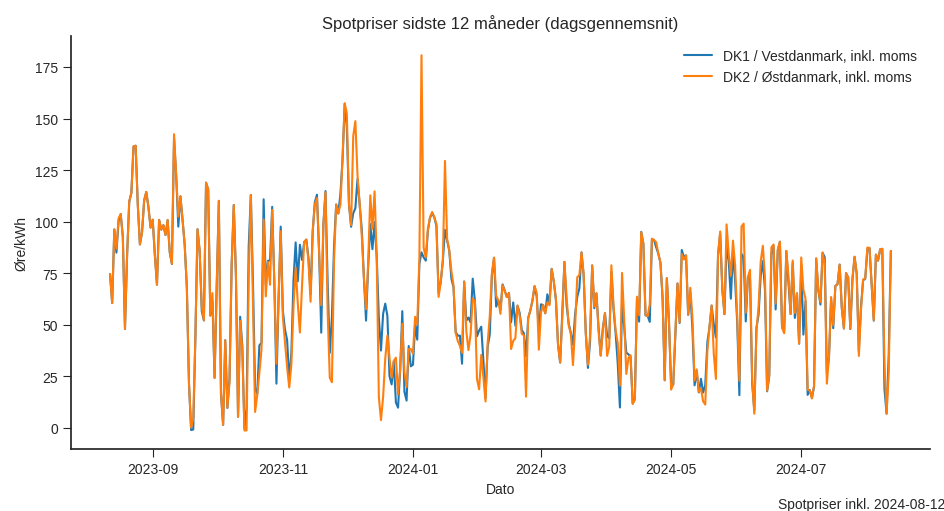 Spotpriser sidste 12 måneder (dagsgennemsnit)
DK1 / Vestdanmark, inkl. moms
DK2 / Østdanmark, inkl. moms
Øre/kWh
175
150
125
100
75
50
25
0
2023-09
2023-11
2024-01
2024-03
2024-05
2024-07
Dato
Spotpriser inkl. 2024-08-12